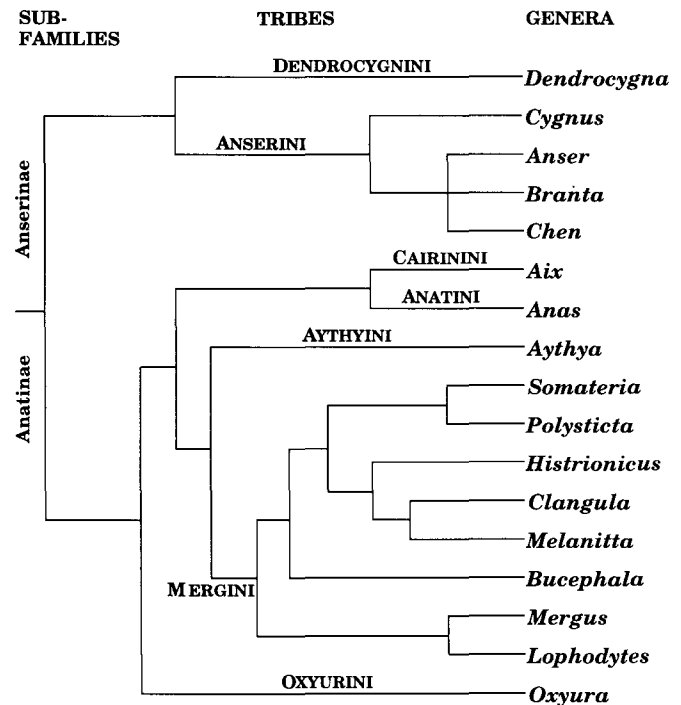 SUB- TRIBES GENERA
FAMILIES
DENDROCYGNINI
Dendrocygna
Cygnus
ANSERINI
Anser
Branta
Chen
Anserinae
CAIRININI
Aix
ANATINI
Anas
AYTHYINI
Aythya
Anatinae
Somateria
Polysticta
Histrionicus
Clangula
Melanitta
Bucephala
MERGINI
Mergus
Lophodytes
OXYURINI
Oxyura